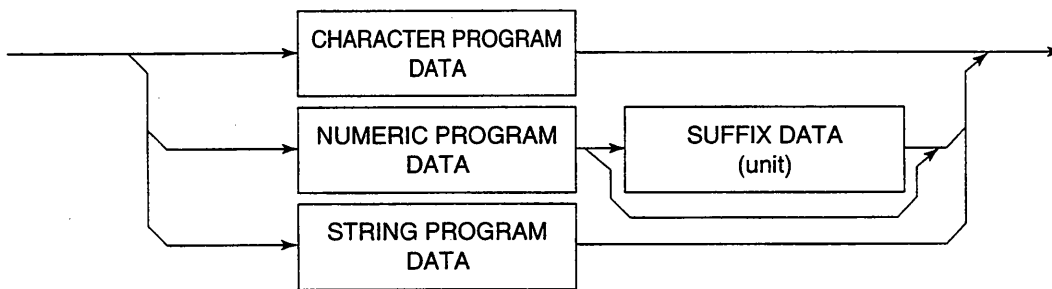 CHARACTER PROGRAM
DATA
NUMERIC PROGRAM
DATA
SUFFIX DATA
(unit)
STRING PROGRAM
DATA